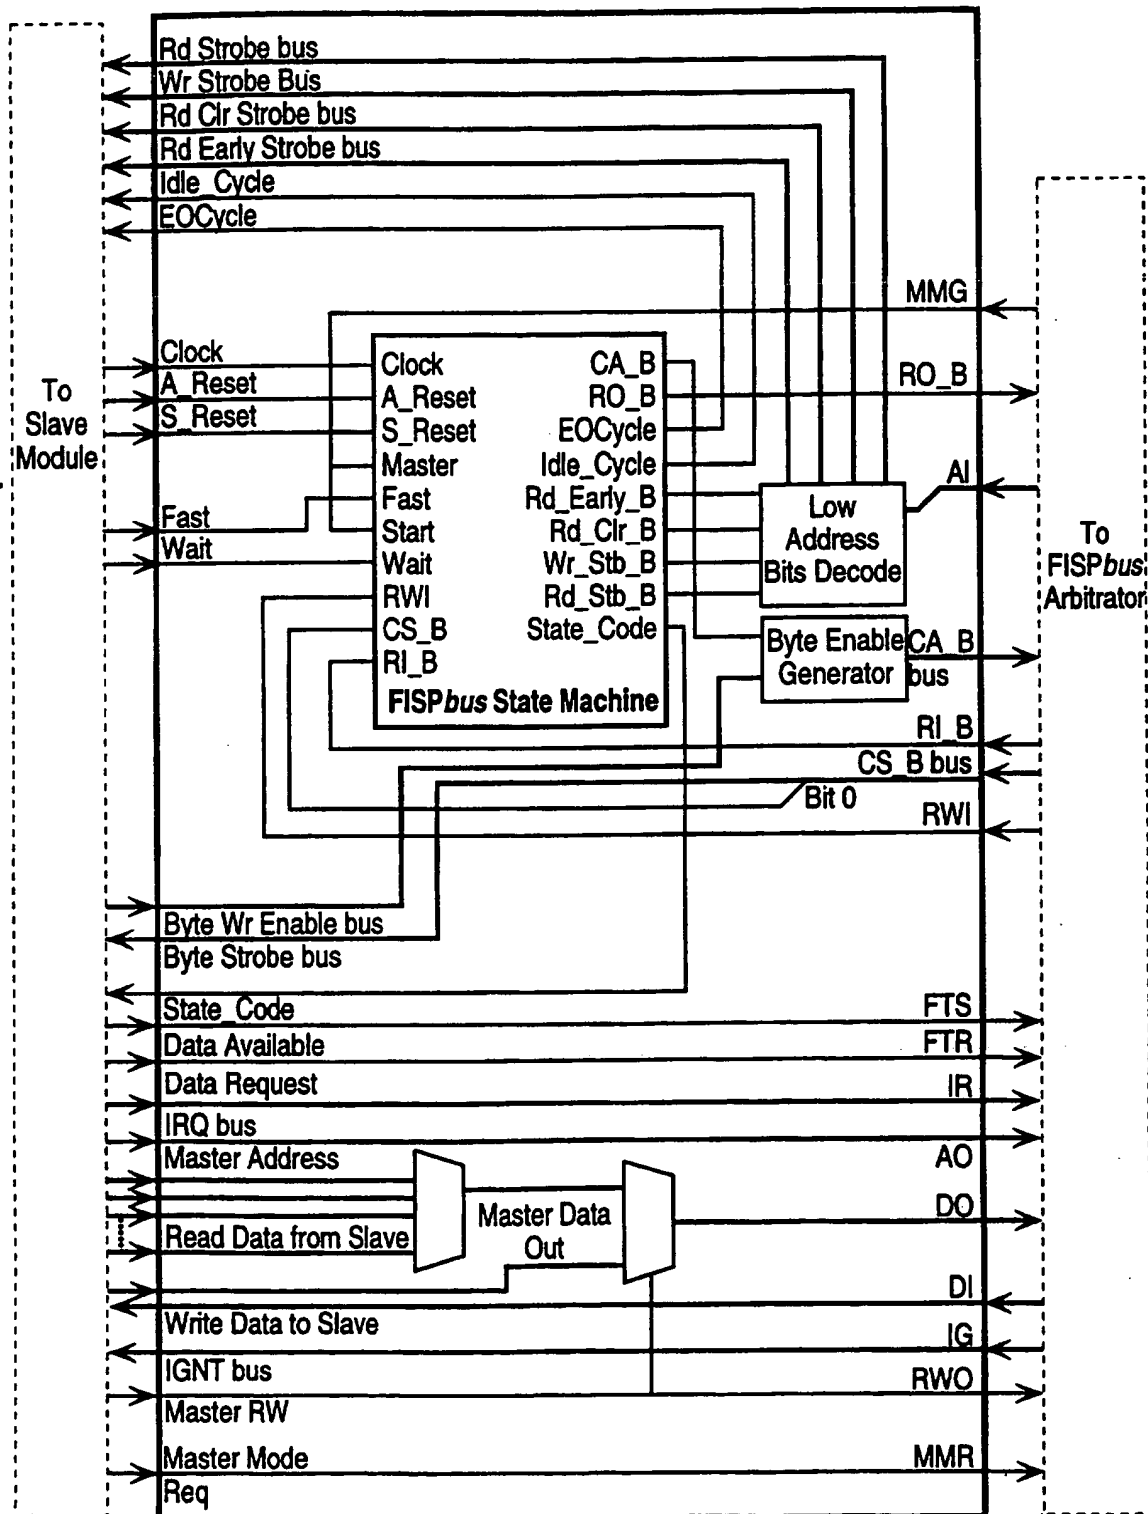 Rd Strobe bus
Wr Strobe Bus
Rd Clr Strobe bus
Rd Early Strobe bus
Idle_Cycle
EOCycle
MMG
Clock
A_Reset
S_Reset
Fast
Wait
To
Slave
Module
Clock
A_Reset
S_Reset
Master
Fast
Start
Wait
RWI
CS_B
RI_B
CA_B
RO_B
EOCycle
Idle_Cycle
Rd_Early_B
Rd_Clr_B
Wr_Stb_B
Rd_Stb_B
State_Code
FISPbus State Machine
RO_B
AI
Low
Address
Bits Decode
To
FISPbus
Arbitrator
Byte Enable
Generator
CA_B
bus
RI_B
CS_B bus
Bit 0
RWI
Byte Wr Enable bus
Byte Strobe bus
State_Code
FTS
Data Available
FTR
Data Request
IR
IRQ bus
Master Address
AO
Read Data from Slave
Master Data
Out
DO
DI
Write Data to Slave
IG
IGNT bus
RWO
Master RW
Master Mode
Req
MMR